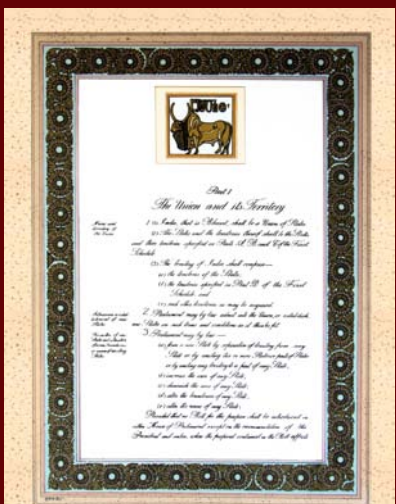 Part I
The Union and its Territory
Name and
territory of
the Union.
1. (1) India, that is Bharat, shall be a Union of States.
(2) The States and the territories thereof shall be the States
and their territories specified in Parts A, B and C of the First
Schedule.
(3) The territory of India shall comprise—
(a) the territories of the States;
(b) the territories specified in Part D of the First
Schedule; and
(c) such other territories as may be acquired.
2. Parliament may by law admit into the Union, or establish,
new States on such terms and conditions as it thinks fit.
3. Parliament may by law—
(a) form a new State by separation of territory from any
State or by uniting two or more States or parts of States
or by uniting any territory to a part of any State;
(b) increase the area of any State;
(c) diminish the area of any State;
(d) alter the boundaries of any State;
(e) alter the name of any State:
Provided that no Bill for the purpose shall be introduced in
either House of Parliament except on the recommendation of the
President and unless, where the proposal contained in the Bill affects